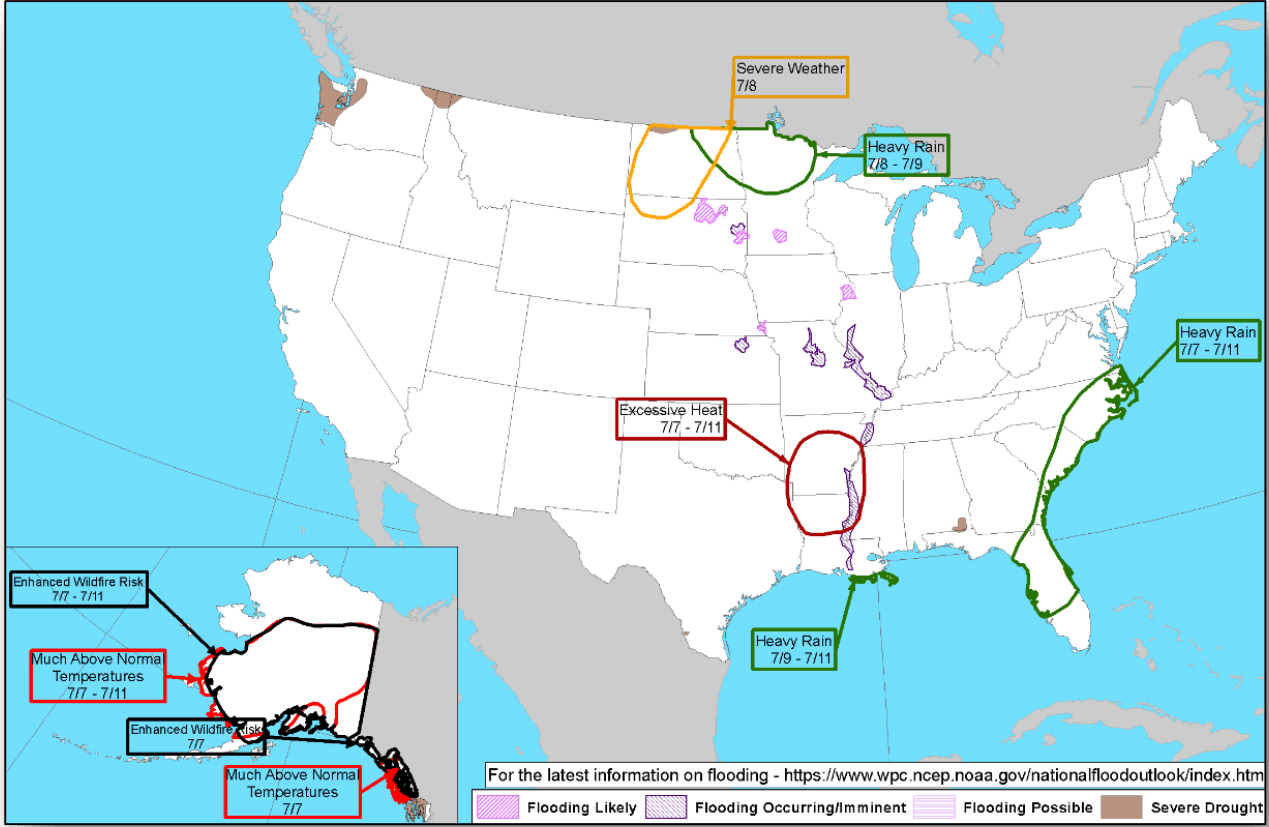 Severe Weather
7/8
Heavy Rain
7/8 - 7/9
Heavy Rain
7/7 - 7/11
Excessive Heat
7/7 - 7/11
Enhanced Wildfire Risk
7/7 - 7/11
Much Above Normal
Temperatures
7/7 - 7/11
Heavy Rain
7/9 - 7/11
Enhanced Wildfire Risk
7/7
Much Above Normal
Temperatures
7/7
For the latest information on flooding - https://www.wpc.ncep.noaa.gov/nationalfloodoutlook/index.htm
Flooding Likely
Flooding Occurring/Imminent
Flooding Possible
Severe Drought